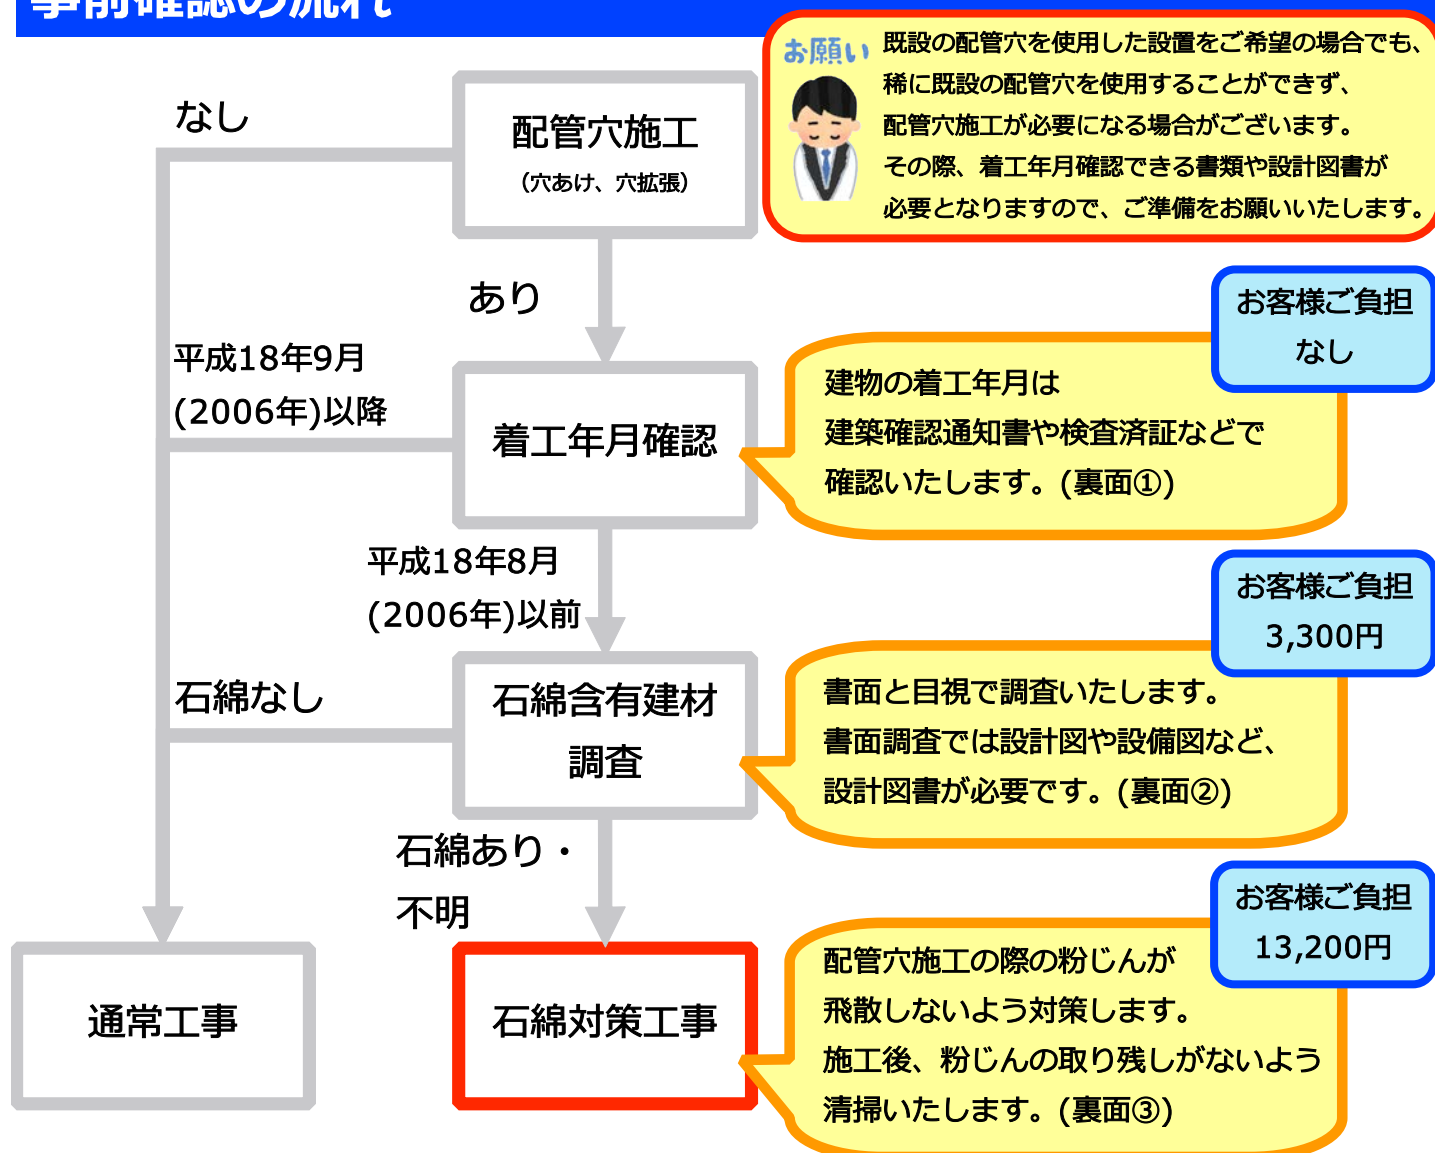 事前確認の流れ
お願い
既設の配管穴を使用した設置をご希望の場合でも、
稀に既設の配管穴を使用することができず、
配管穴施工が必要になる場合がございます。
その際、着工年月確認できる書類や設計図書が
必要となりますので、ご準備をお願いいたします。
なし
配管穴施工
(穴あけ、穴拡張)
あり
お客様ご負担
なし
平成18年9月
(2006年)以降
着工年月確認
建物の着工年月は
建築確認通知書や検査済証などで
確認いたします。(裏面①)
平成18年8月
(2006年)以前
お客様ご負担
3,300円
石綿なし
石綿含有建材
調査
書面と目視で調査いたします。
書面調査では設計図や設備図など、
設計図書が必要です。(裏面②)
石綿あり・
不明
お客様ご負担
13,200円
通常工事
石綿対策工事
配管穴施工の際の粉じんが
飛散しないよう対策します。
施工後、粉じんの取り残しがないよう
清掃いたします。(裏面③)